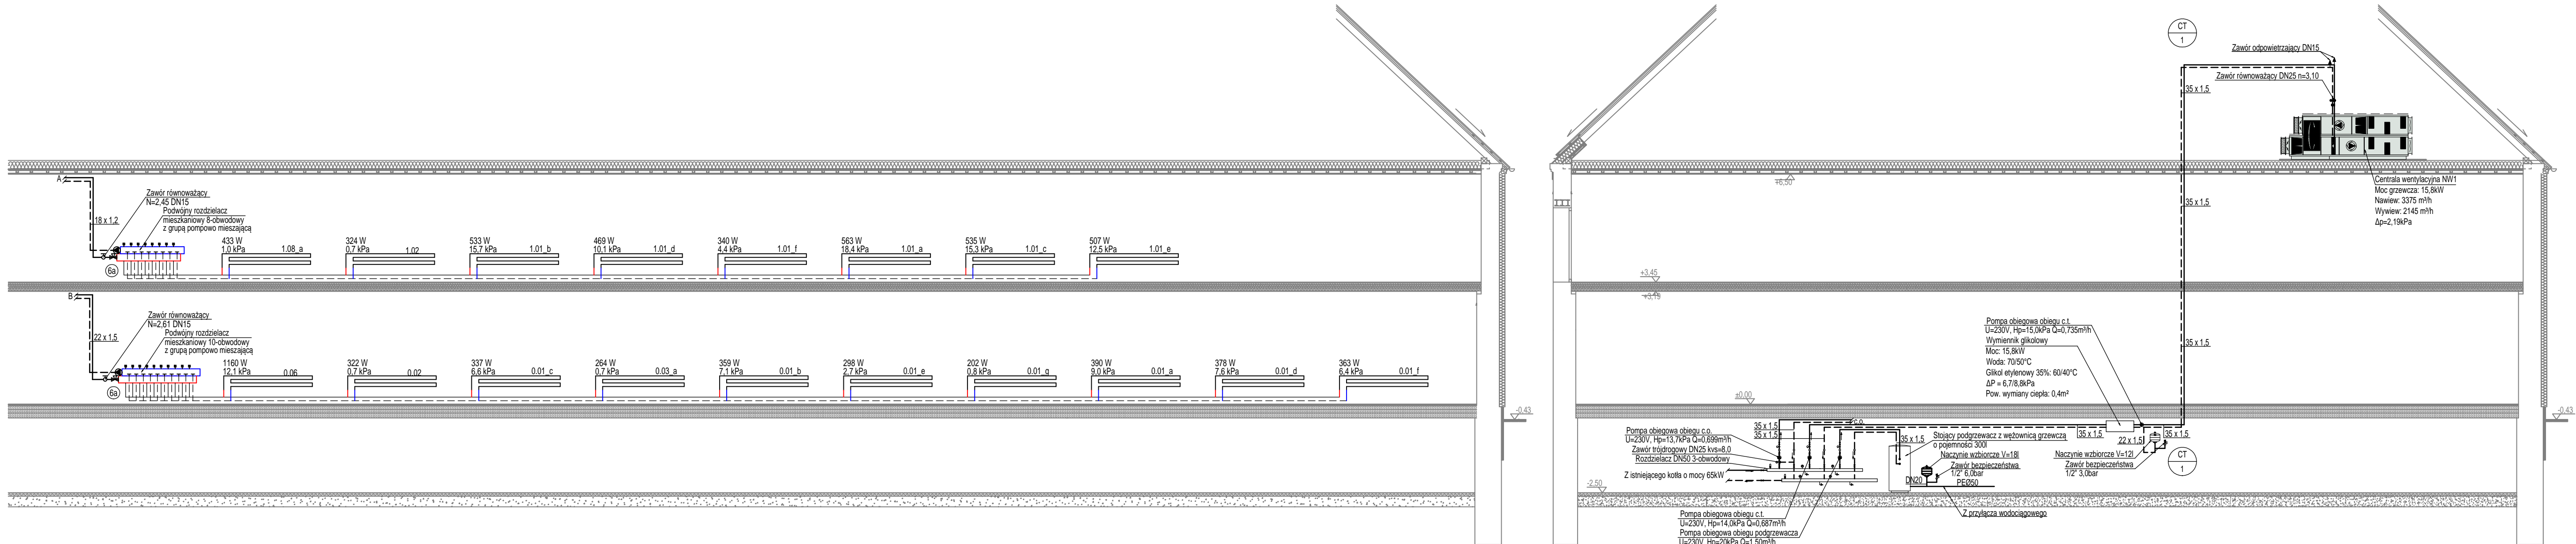 A
Zawór równoważący
N=2,45 DN15
Podwójny rozdzielacz
mieszkaniowy 8-obwodowy
z grupą pompowo mieszającą
18 x 1,2
6a
433 W
1,0 kPa
1.08_a
324 W
0,7 kPa
1.02
533 W
15,7 kPa
1.01_b
469 W
10,1 kPa
1.01_d
340 W
4,4 kPa
1.01_f
563 W
18,4 kPa
1.01_a
535 W
15,3 kPa
1.01_c
507 W
12,5 kPa
1.01_e
B
Zawór równoważący
N=2,61 DN15
Podwójny rozdzielacz
mieszkaniowy 10-obwodowy
z grupą pompowo mieszającą
22 x 1,5
6a
1160 W
12,1 kPa
0.06
322 W
0,7 kPa
0.02
337 W
6,6 kPa
0.01_c
264 W
0,7 kPa
0.03_a
359 W
7,1 kPa
0.01_b
298 W
2,7 kPa
0.01_e
202 W
0,8 kPa
0.01_g
390 W
9,0 kPa
0.01_a
378 W
7,6 kPa
0.01_d
363 W
6,4 kPa
0.01_f
-0.43
CT
1
Zawór odpowietrzający DN15
Zawór równoważący DN25 n=3,10
35 x 1,5
Centrala wentylacyjna NW1
Moc grzewcza: 15,8kW
Nawiew: 3375 m³/h
Wywiew: 2145 m³/h
Δp=2,19kPa
+6,50
35 x 1,5
+3.45
+3,19
35 x 1,5
Pompa obiegowa obiegu c.t.
U=230V, Hp=15,0kPa Q=0,735m³/h
Wymiennik glikolowy
Moc: 15,8kW
Woda: 70/50°C
Glikol etylenowy 35%: 60/40°C
ΔP = 6,7/8,8kPa
Pow. wymiany ciepła: 0,4m²
±0.00
-0.43
c.o.
35 x 1,5
35 x 1,5
35 x 1,5
35 x 1,5
22 x 1,5
35 x 1,5
Pompa obiegowa obiegu c.o.
U=230V, Hp=13,7kPa Q=0,699m³/h
Zawór trójdrogowy DN25 kvs=8,0
Rozdzielacz DN50 3-obwodowy
Z istniejącego kotła o mocy 65kW
Stojący podgrzewacz z wężownicą grzewczą
o pojemności 300l
Naczynie wzbiorcze V=18l
Zawór bezpieczeństwa
1/2" 6,0bar
DN20
PEØ60
Naczynie wzbiorcze V=12l
Zawór bezpieczeństwa
1/2" 3,0bar
CT
1
-2.50
Z przyłącza wodociągowego
Pompa obiegowa obiegu c.t.
U=230V, Hp=14,0kPa Q=0,687m³/h
Pompa obiegowa obiegu podgrzewacza
U=230V, Hp=20kPa Q=1,50m³/h